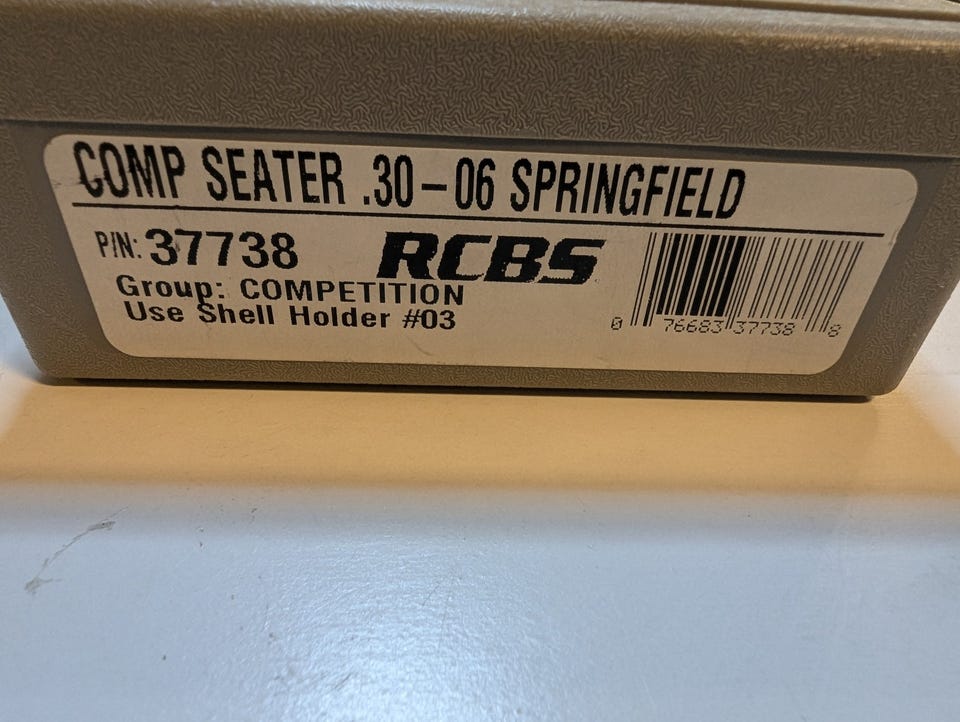 COMP SEATER .30-06 SPRINGFIELD
P/N: 37738 RCBS
Group: COMPETITION
Use Shell Holder #03
0 76683 37738 8